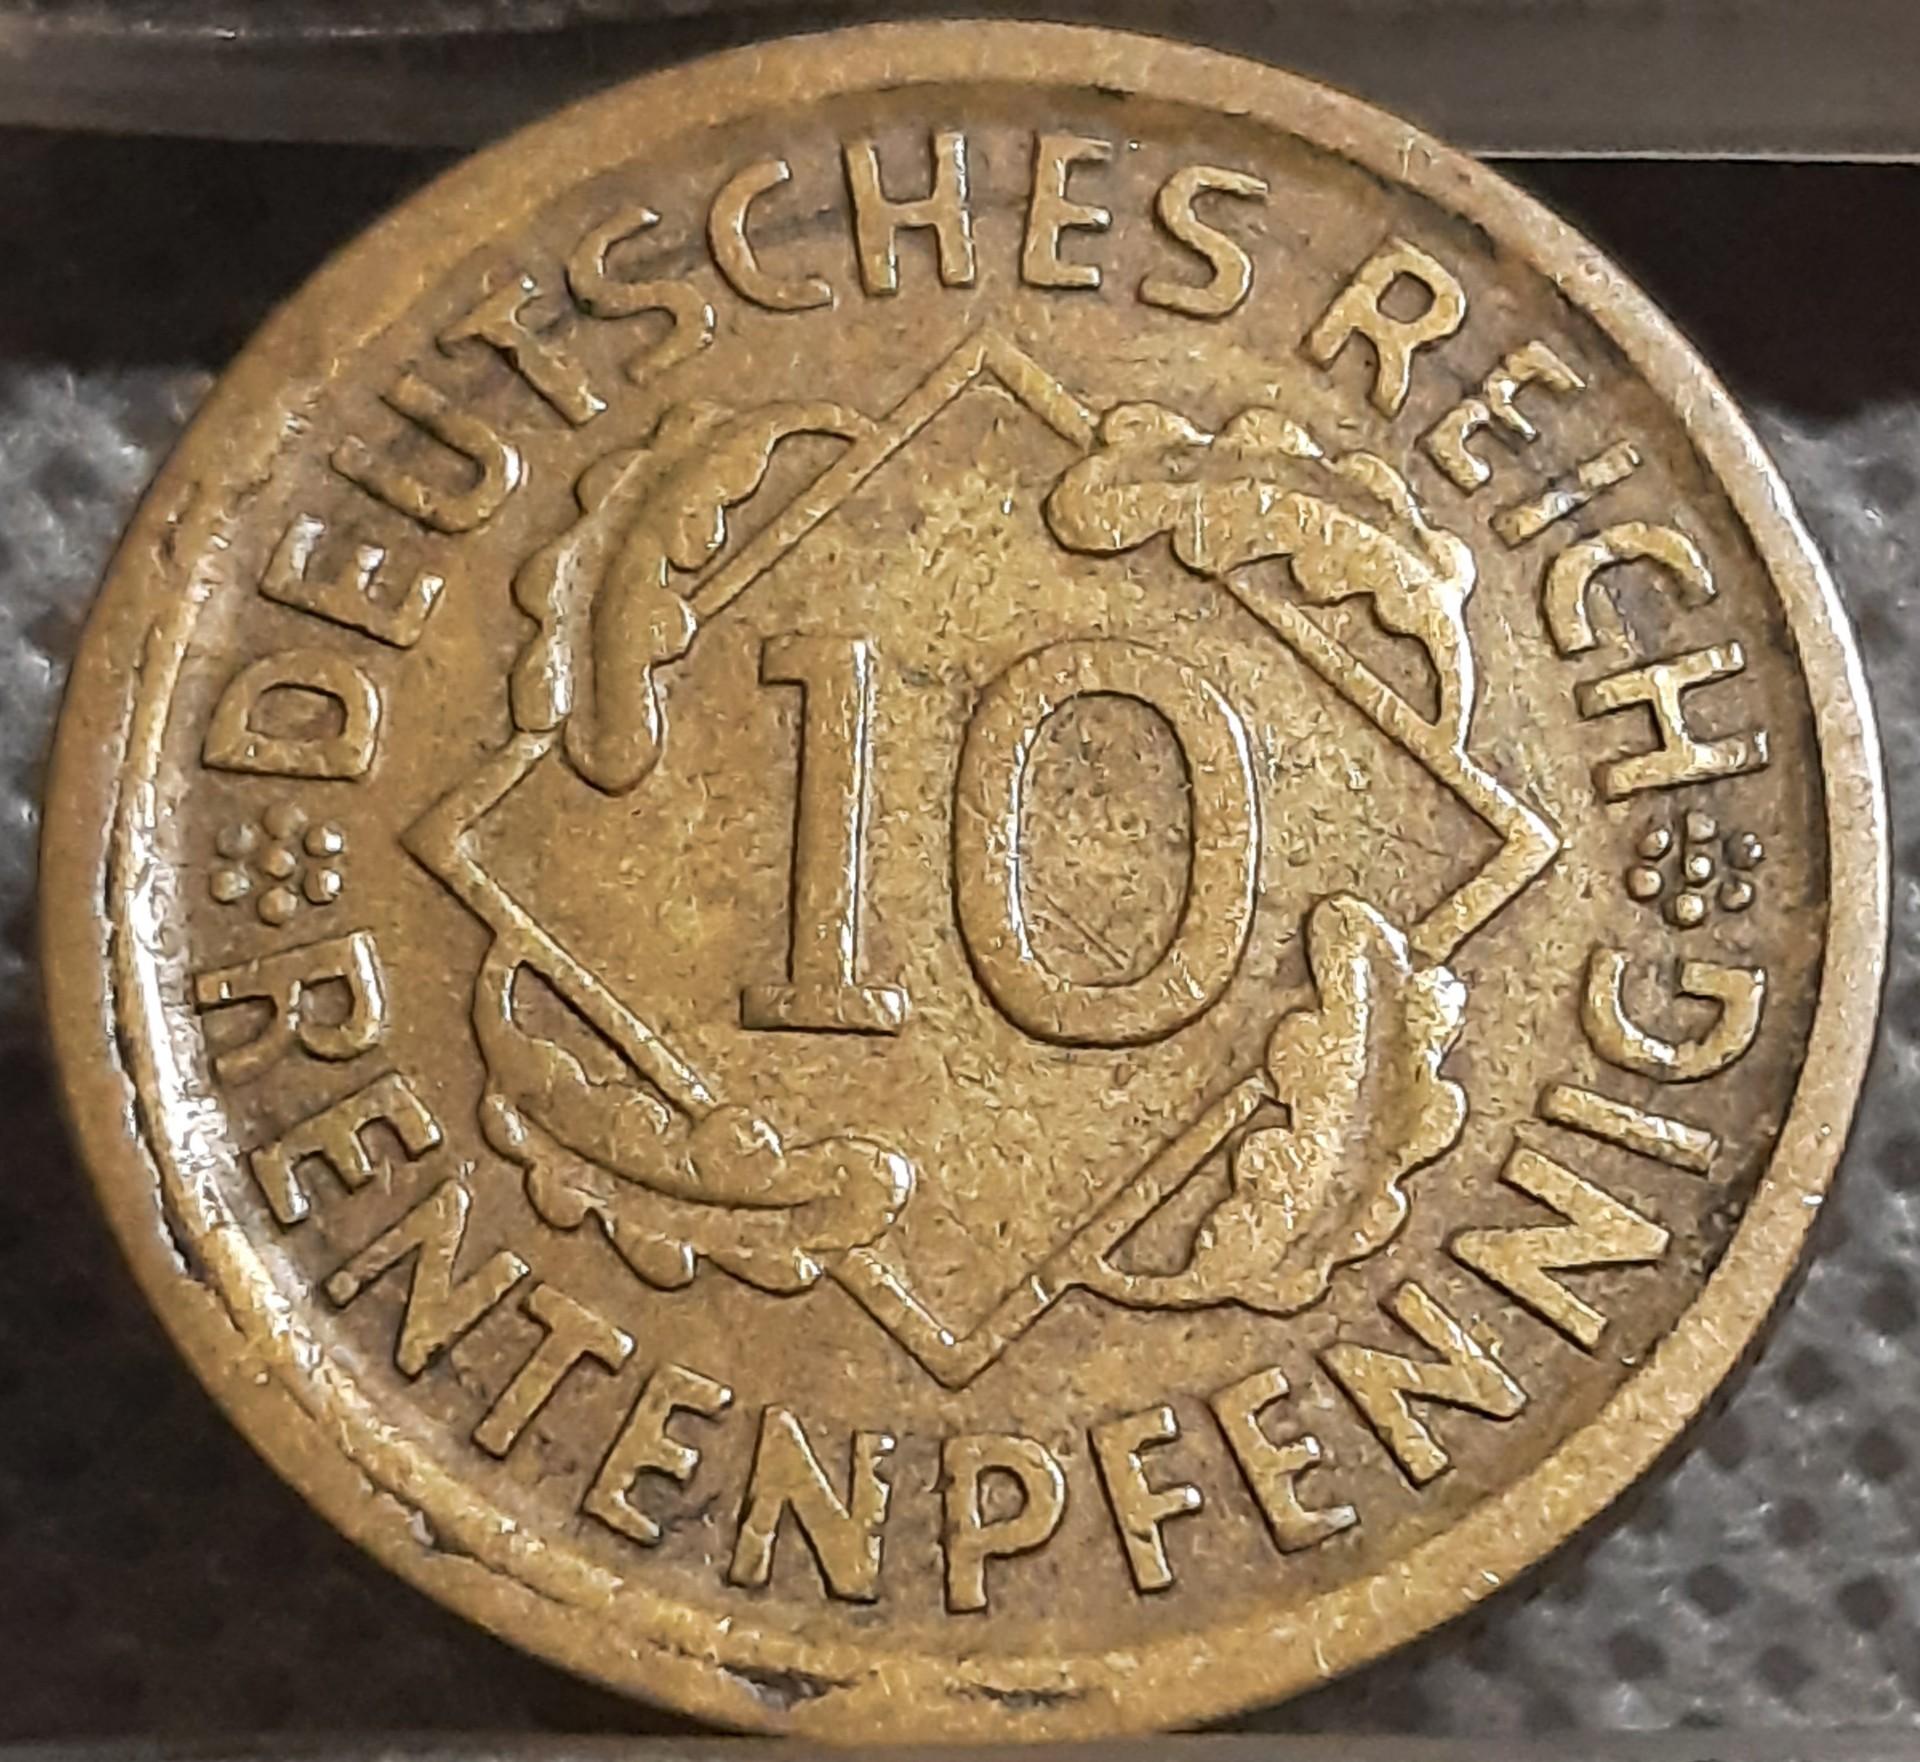 DEUTSCHES REICH
10
RENTENPFENNIG